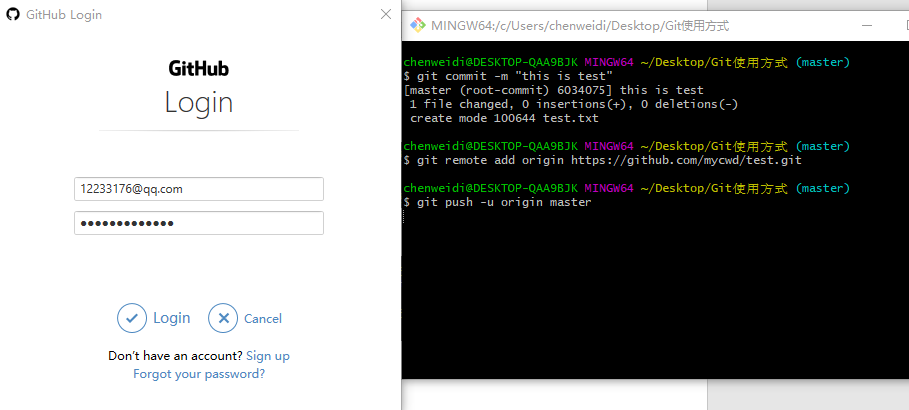 GitHub Login
GitHub
Login
12233176@qq.com
●●●●●●●●●●●●●
Login
Cancel
Don't have an account? Sign up
Forgot your password?
MINGW64:/c/Users/chenweidi/Desktop/Git使用方式
chenweidi@DESKTOP-QAA9BJK MINGW64 ~/Desktop/Git使用方式 (master)
$ git commit -m "this is test"
[master (root-commit) 6034075] this is test
 1 file changed, 0 insertions(+), 0 deletions(-)
 create mode 100644 test.txt
chenweidi@DESKTOP-QAA9BJK MINGW64 ~/Desktop/Git使用方式 (master)
$ git remote add origin https://github.com/mycwd/test.git
chenweidi@DESKTOP-QAA9BJK MINGW64 ~/Desktop/Git使用方式 (master)
$ git push -u origin master